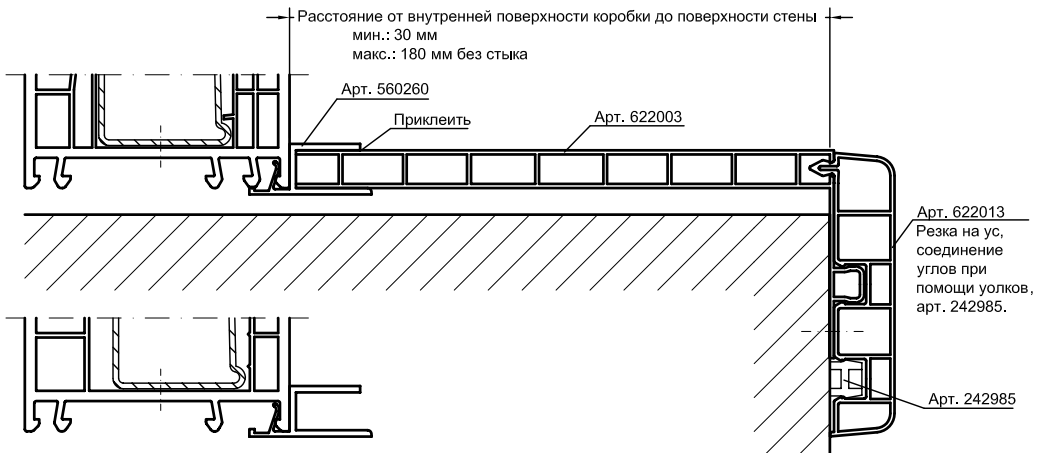 Расстояние от внутренней поверхности коробки до поверхности стены
мин.: 30 мм
макс.: 180 мм без стыка
Арт. 560260
Приклеить
Арт. 622003
Арт. 622013
Резка на ус,
соединение
углов при
помощи уолков,
арт. 242985.
Арт. 242985